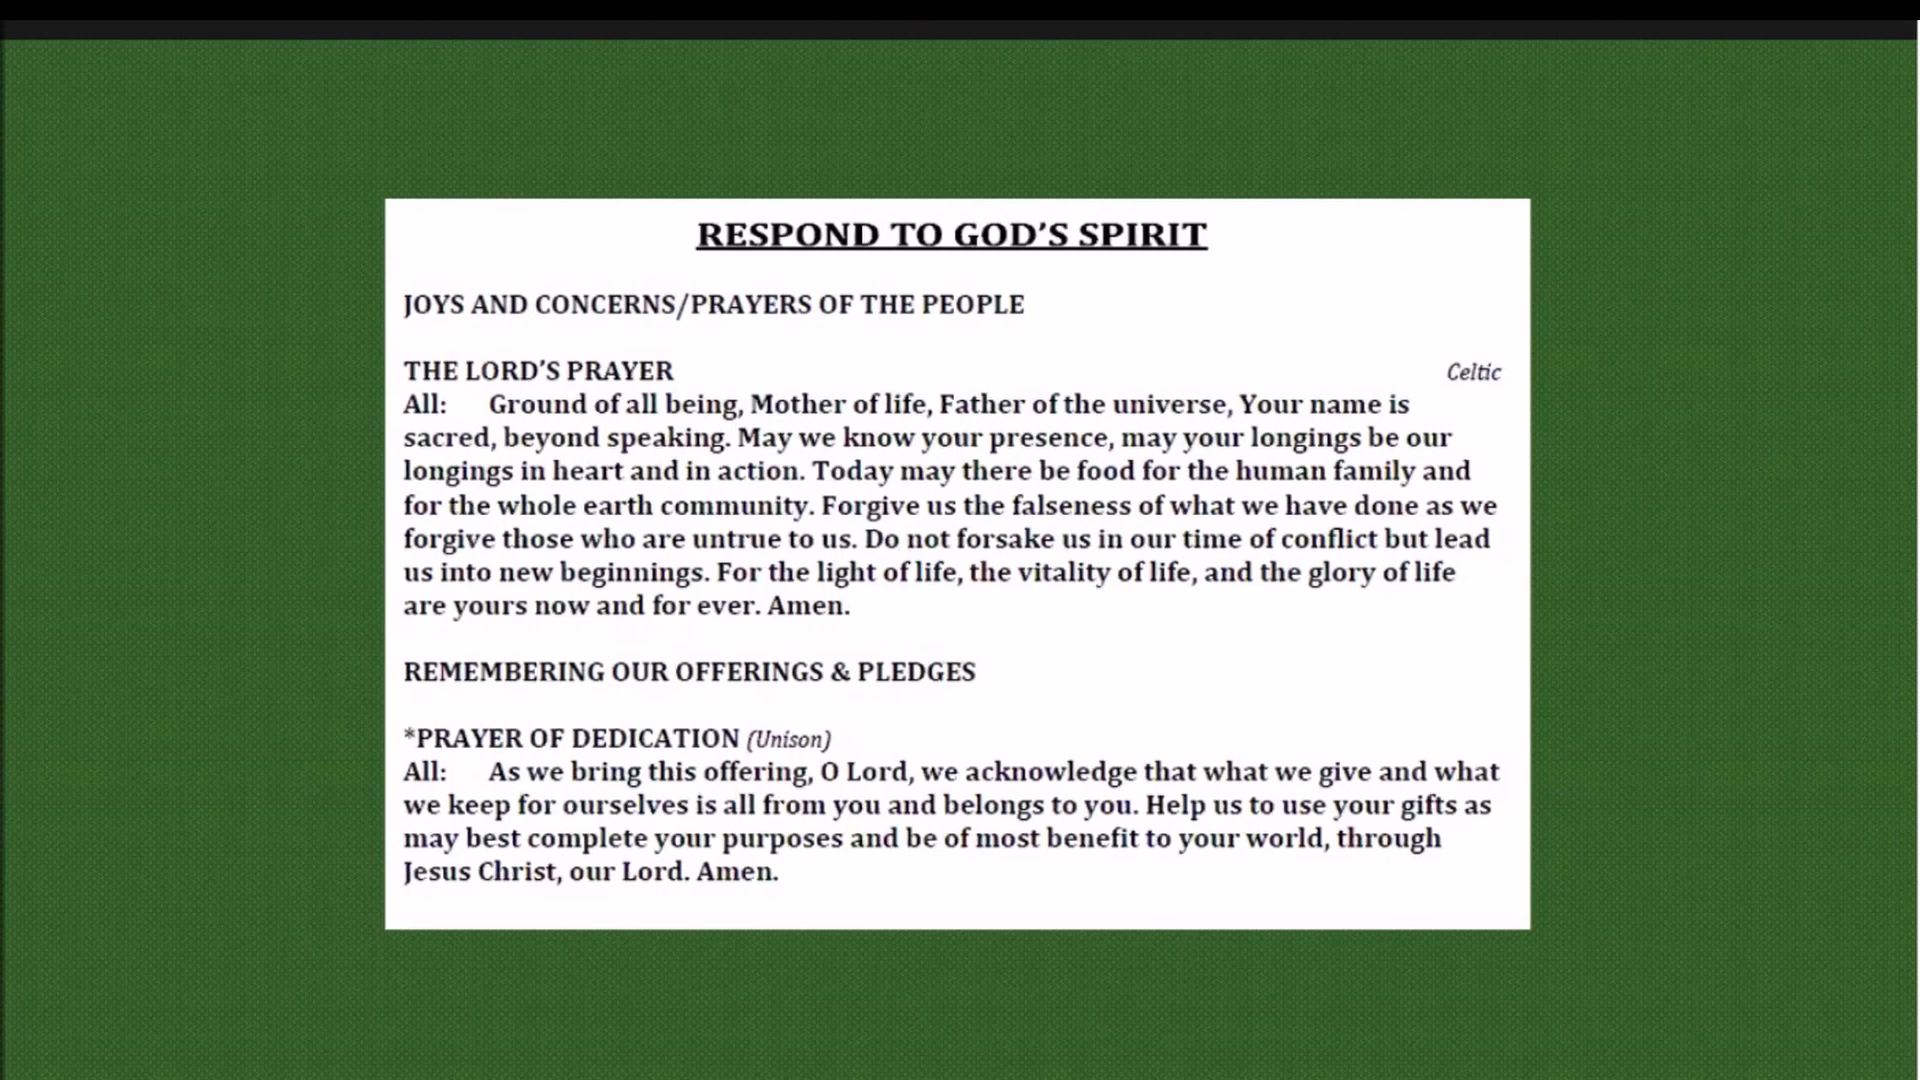 RESPOND TO GOD'S SPIRIT
JOYS AND CONCERNS/PRAYERS OF THE PEOPLE
THE LORD'S PRAYER Celtic
All: Ground of all being, Mother of life, Father of the universe, Your name is
sacred, beyond speaking. May we know your presence, may your longings be our
longings in heart and in action. Today may there be food for the human family and
for the whole earth community. Forgive us the falseness of what we have done as we
forgive those who are untrue to us. Do not forsake us in our time of conflict but lead
us into new beginnings. For the light of life, the vitality of life, and the glory of life
are yours now and for ever. Amen.
REMEMBERING OUR OFFERINGS & PLEDGES
*PRAYER OF DEDICATION (Unison)
All: As we bring this offering, O Lord, we acknowledge that what we give and what
we keep for ourselves is all from you and belongs to you. Help us to use your gifts as
may best complete your purposes and be of most benefit to your world, through
Jesus Christ, our Lord. Amen.